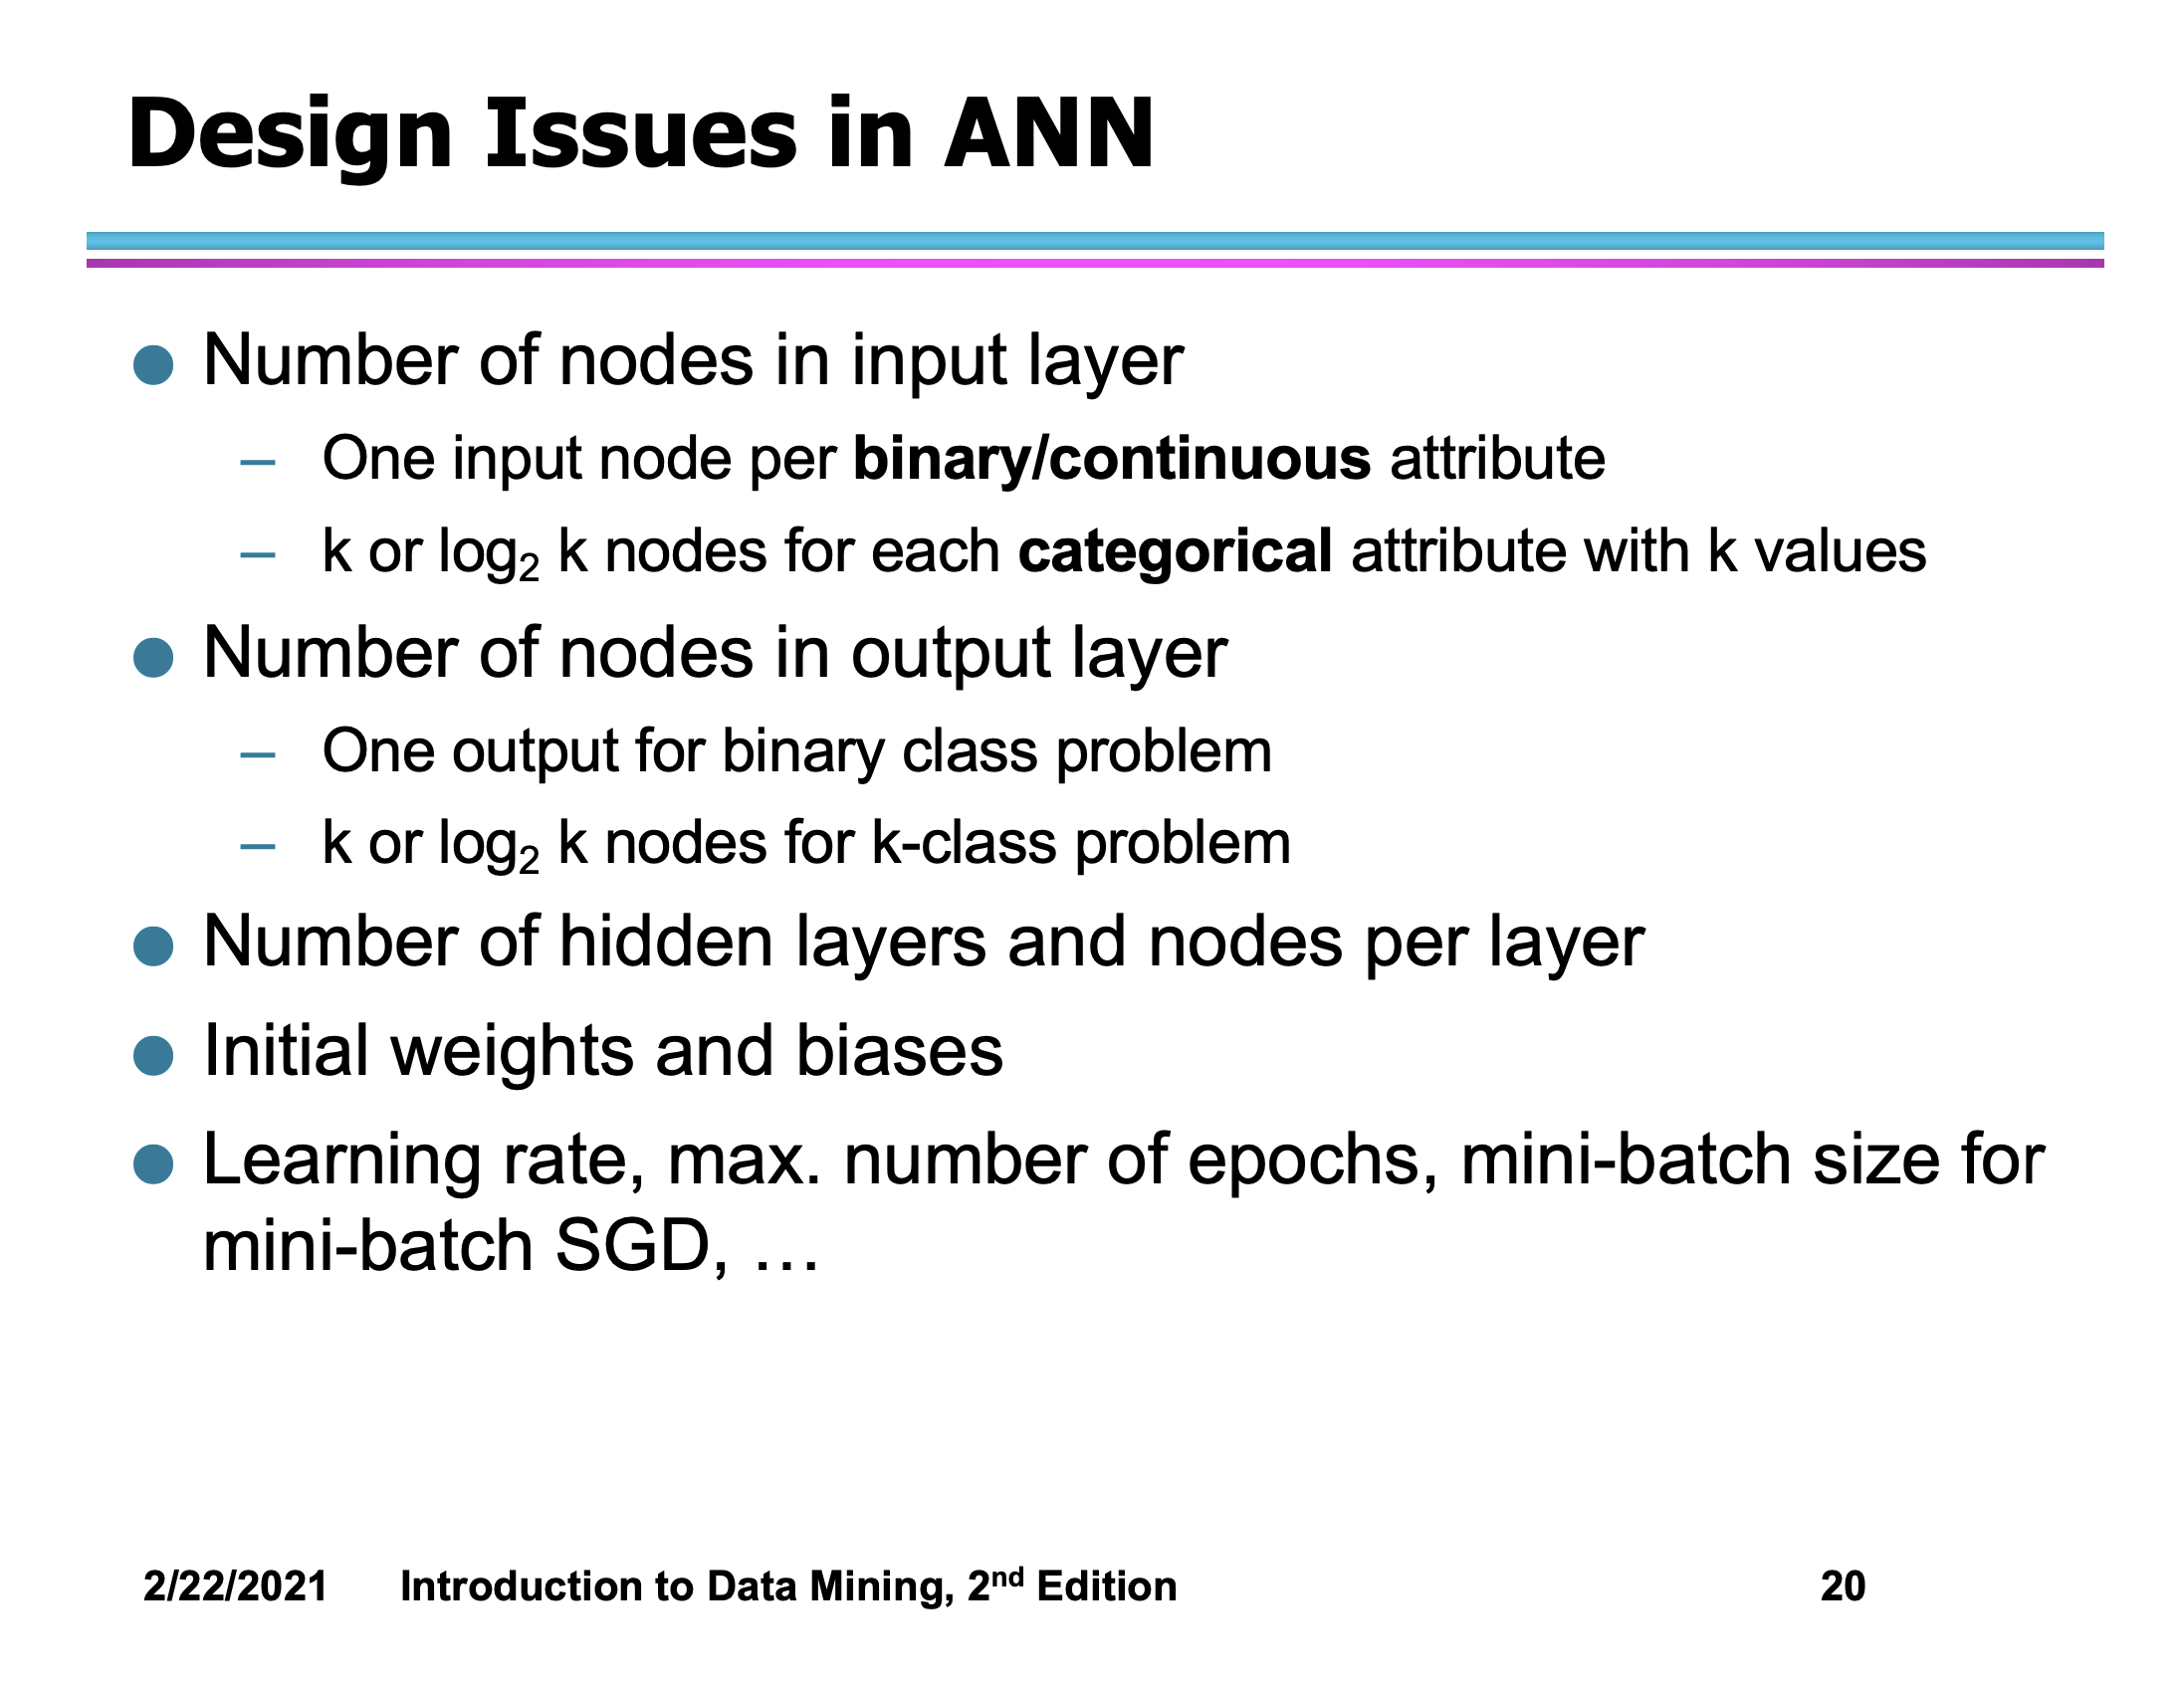 Design Issues in ANN
● Number of nodes in input layer
– One input node per binary/continuous attribute
– k or log₂ k nodes for each categorical attribute with k values
● Number of nodes in output layer
– One output for binary class problem
– k or log₂ k nodes for k-class problem
● Number of hidden layers and nodes per layer
● Initial weights and biases
● Learning rate, max. number of epochs, mini-batch size for
mini-batch SGD, …
2/22/2021 Introduction to Data Mining, 2nd Edition 20